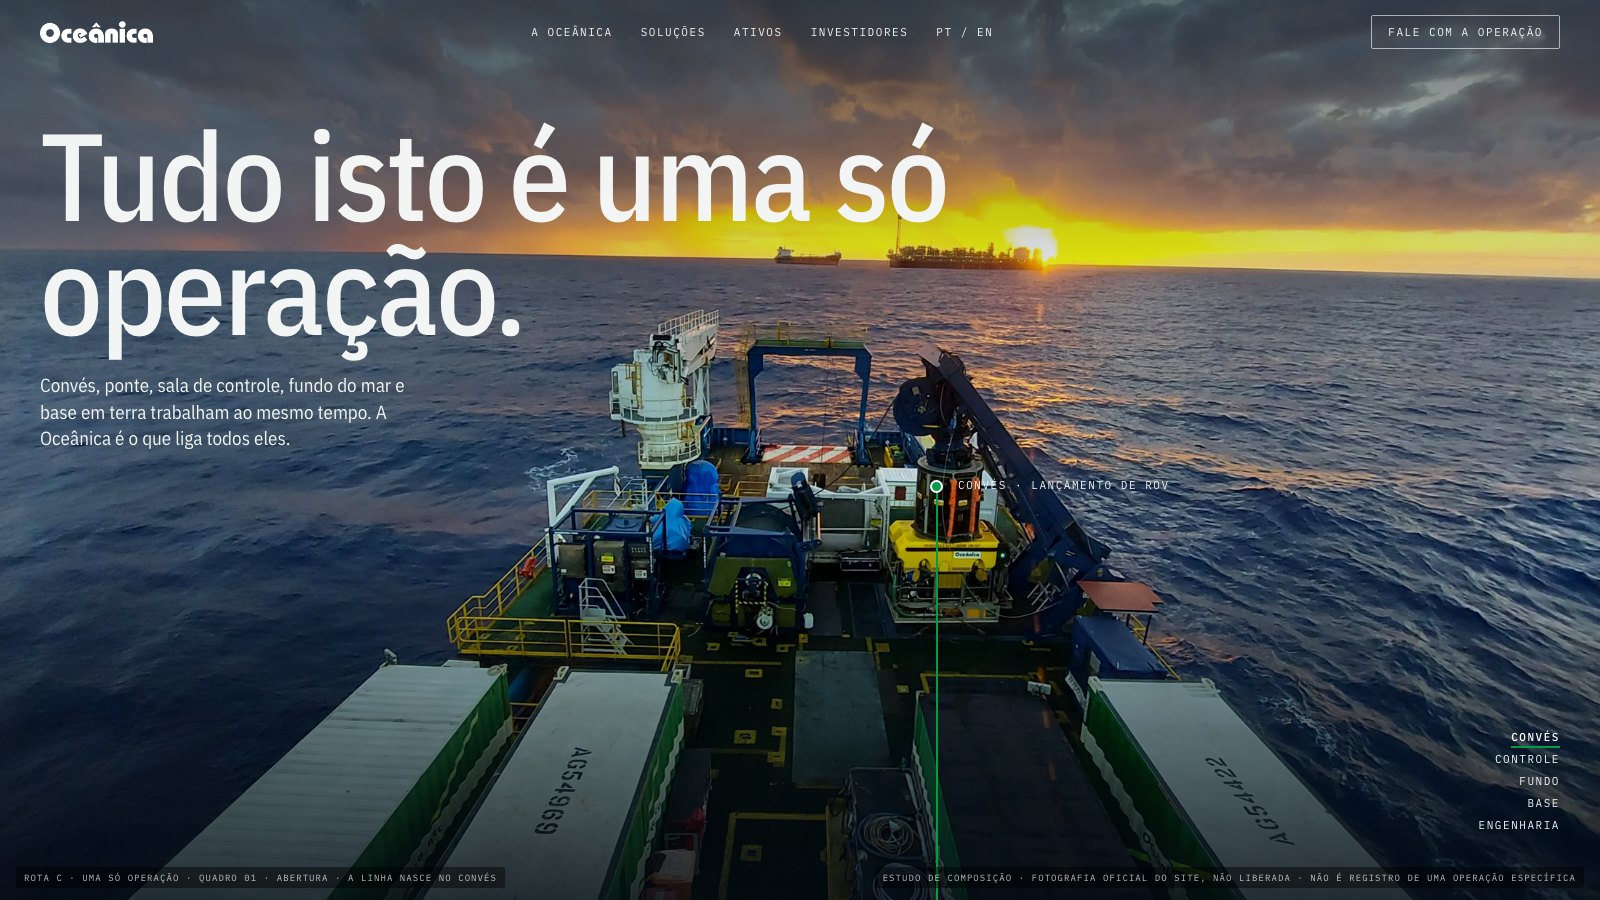 Oceânica
A OCEÂNICA SOLUÇÕES ATIVOS INVESTIDORES PT / EN
FALE COM A OPERAÇÃO
Tudo isto é uma só
operação.
Convés, ponte, sala de controle, fundo do mar e
base em terra trabalham ao mesmo tempo. A
Oceânica é o que liga todos eles.
CONVÉS · LANÇAMENTO DE ROV
Oceânica
AG54969
AG54422
CONVÉS
CONTROLE
FUNDO
BASE
ENGENHARIA
ROTA C · UMA SÓ OPERAÇÃO · QUADRO 01 · ABERTURA · A LINHA NASCE NO CONVÉS
ESTUDO DE COMPOSIÇÃO · FOTOGRAFIA OFICIAL DO SITE, NÃO LIBERADA · NÃO É REGISTRO DE UMA OPERAÇÃO ESPECÍFICA